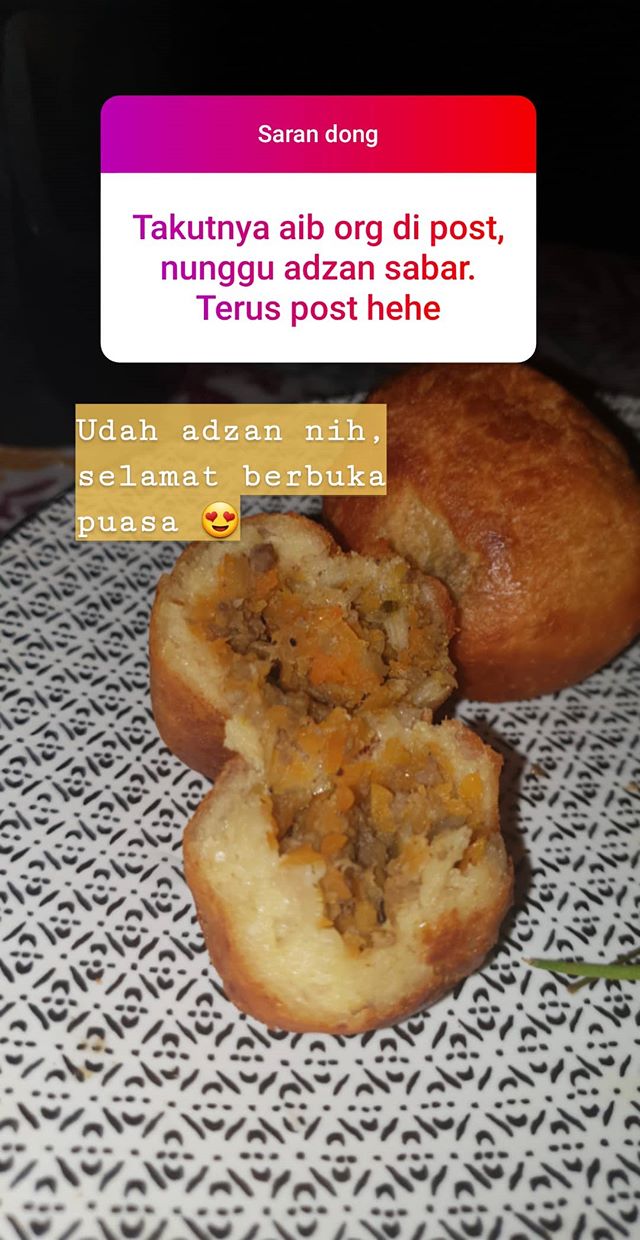 Saran dong
Takutnya aib org di post,
nunggu adzan sabar.
Terus post hehe
Udah adzan nih,
selamat berbuka
puasa 😍